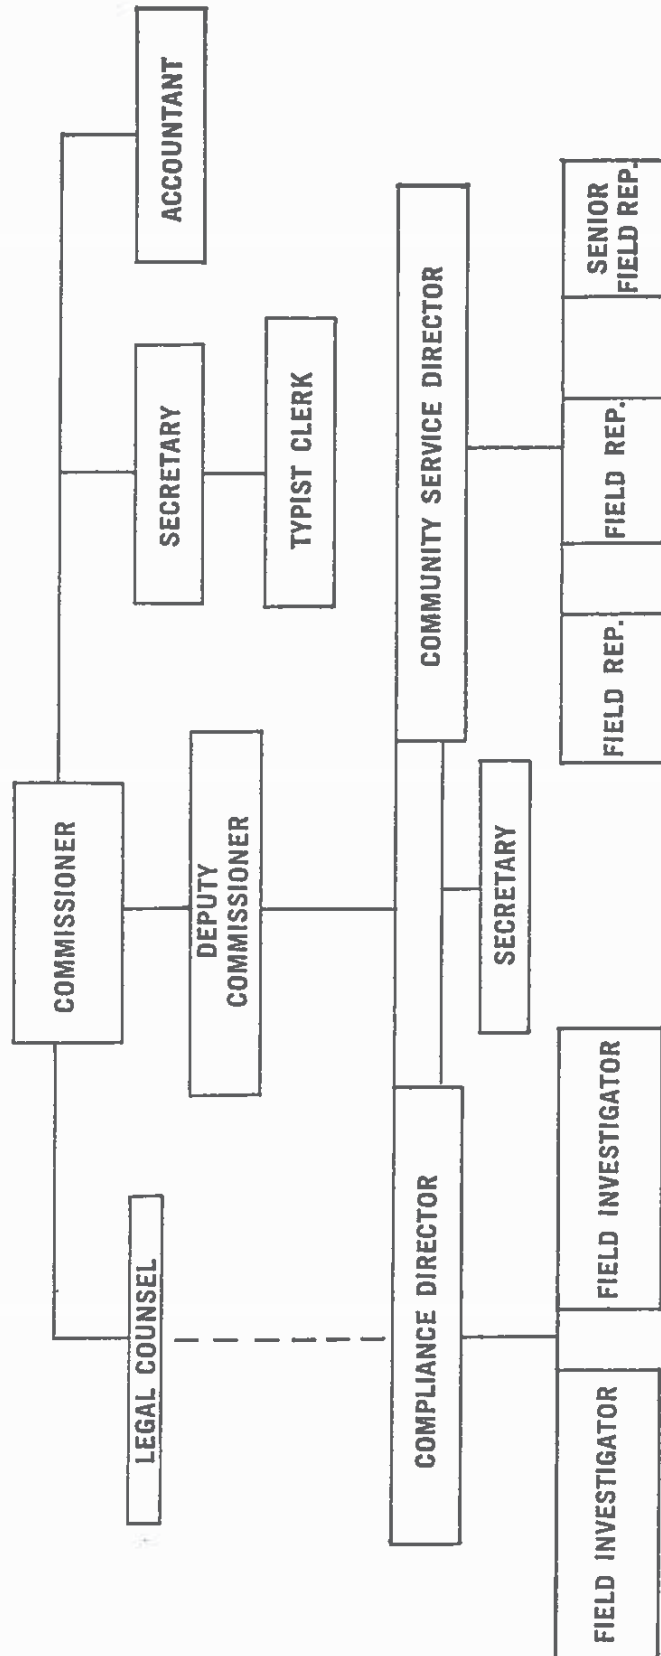 COMMISSIONER
LEGAL COUNSEL
SECRETARY
ACCOUNTANT
DEPUTY
COMMISSIONER
TYPIST CLERK
COMPLIANCE DIRECTOR
COMMUNITY SERVICE DIRECTOR
SECRETARY
FIELD INVESTIGATOR
FIELD INVESTIGATOR
FIELD REP.
FIELD REP.
SENIOR
FIELD REP.